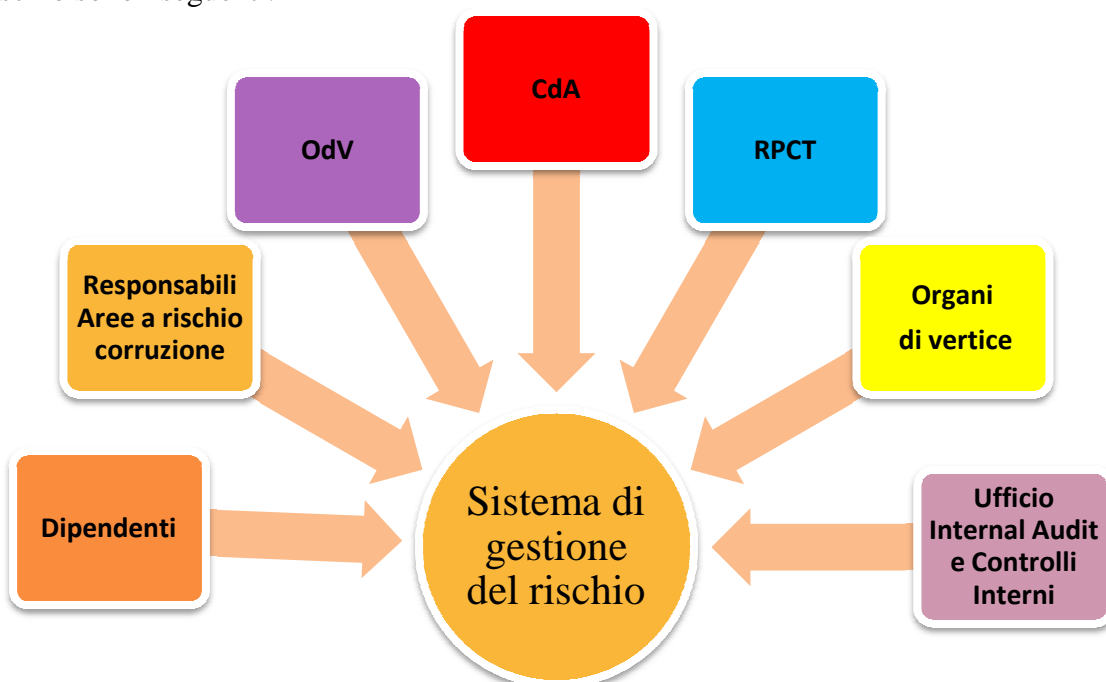 CdA
OdV
RPCT
Responsabili
Aree a rischio
corruzione
Organi
di vertice
Dipendenti
Sistema di
gestione
del rischio
Ufficio
Internal Audit
e Controlli
Interni